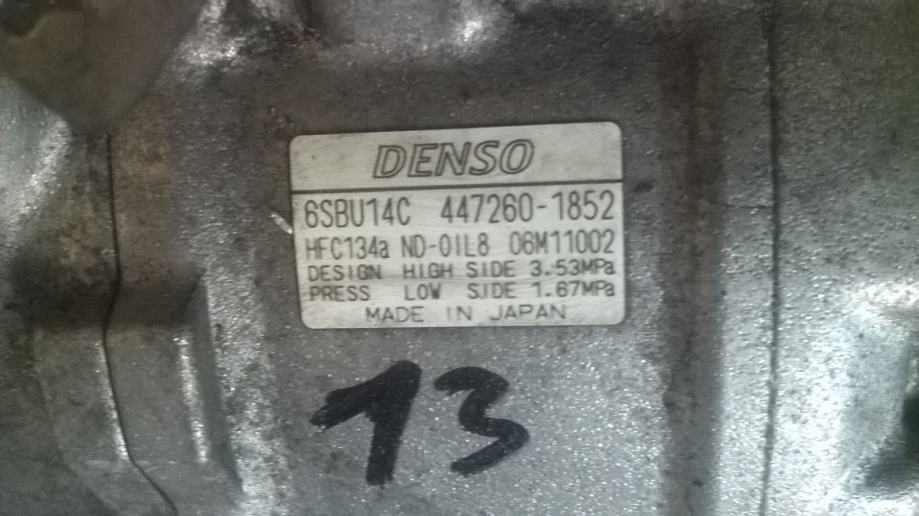 DENSO
6SBU14C 447260-1852
HFC134a ND-OIL8 06M11002
DESIGN HIGH SIDE 3.53MPa
PRESS LOW SIDE 1.67MPa
MADE IN JAPAN
13